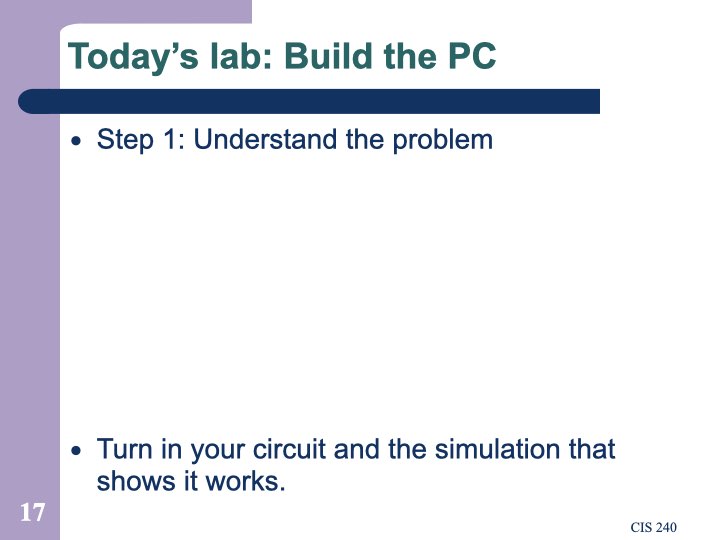 Today’s lab: Build the PC
• Step 1: Understand the problem
• Turn in your circuit and the simulation that
shows it works.
17
CIS 240